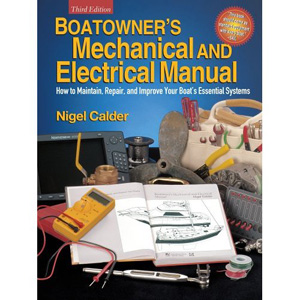 Third Edition
BOATOWNER'S
Mechanical AND
Electrical Manual
How to Maintain, Repair, and Improve Your Boat's Essential Systems
Nigel Calder